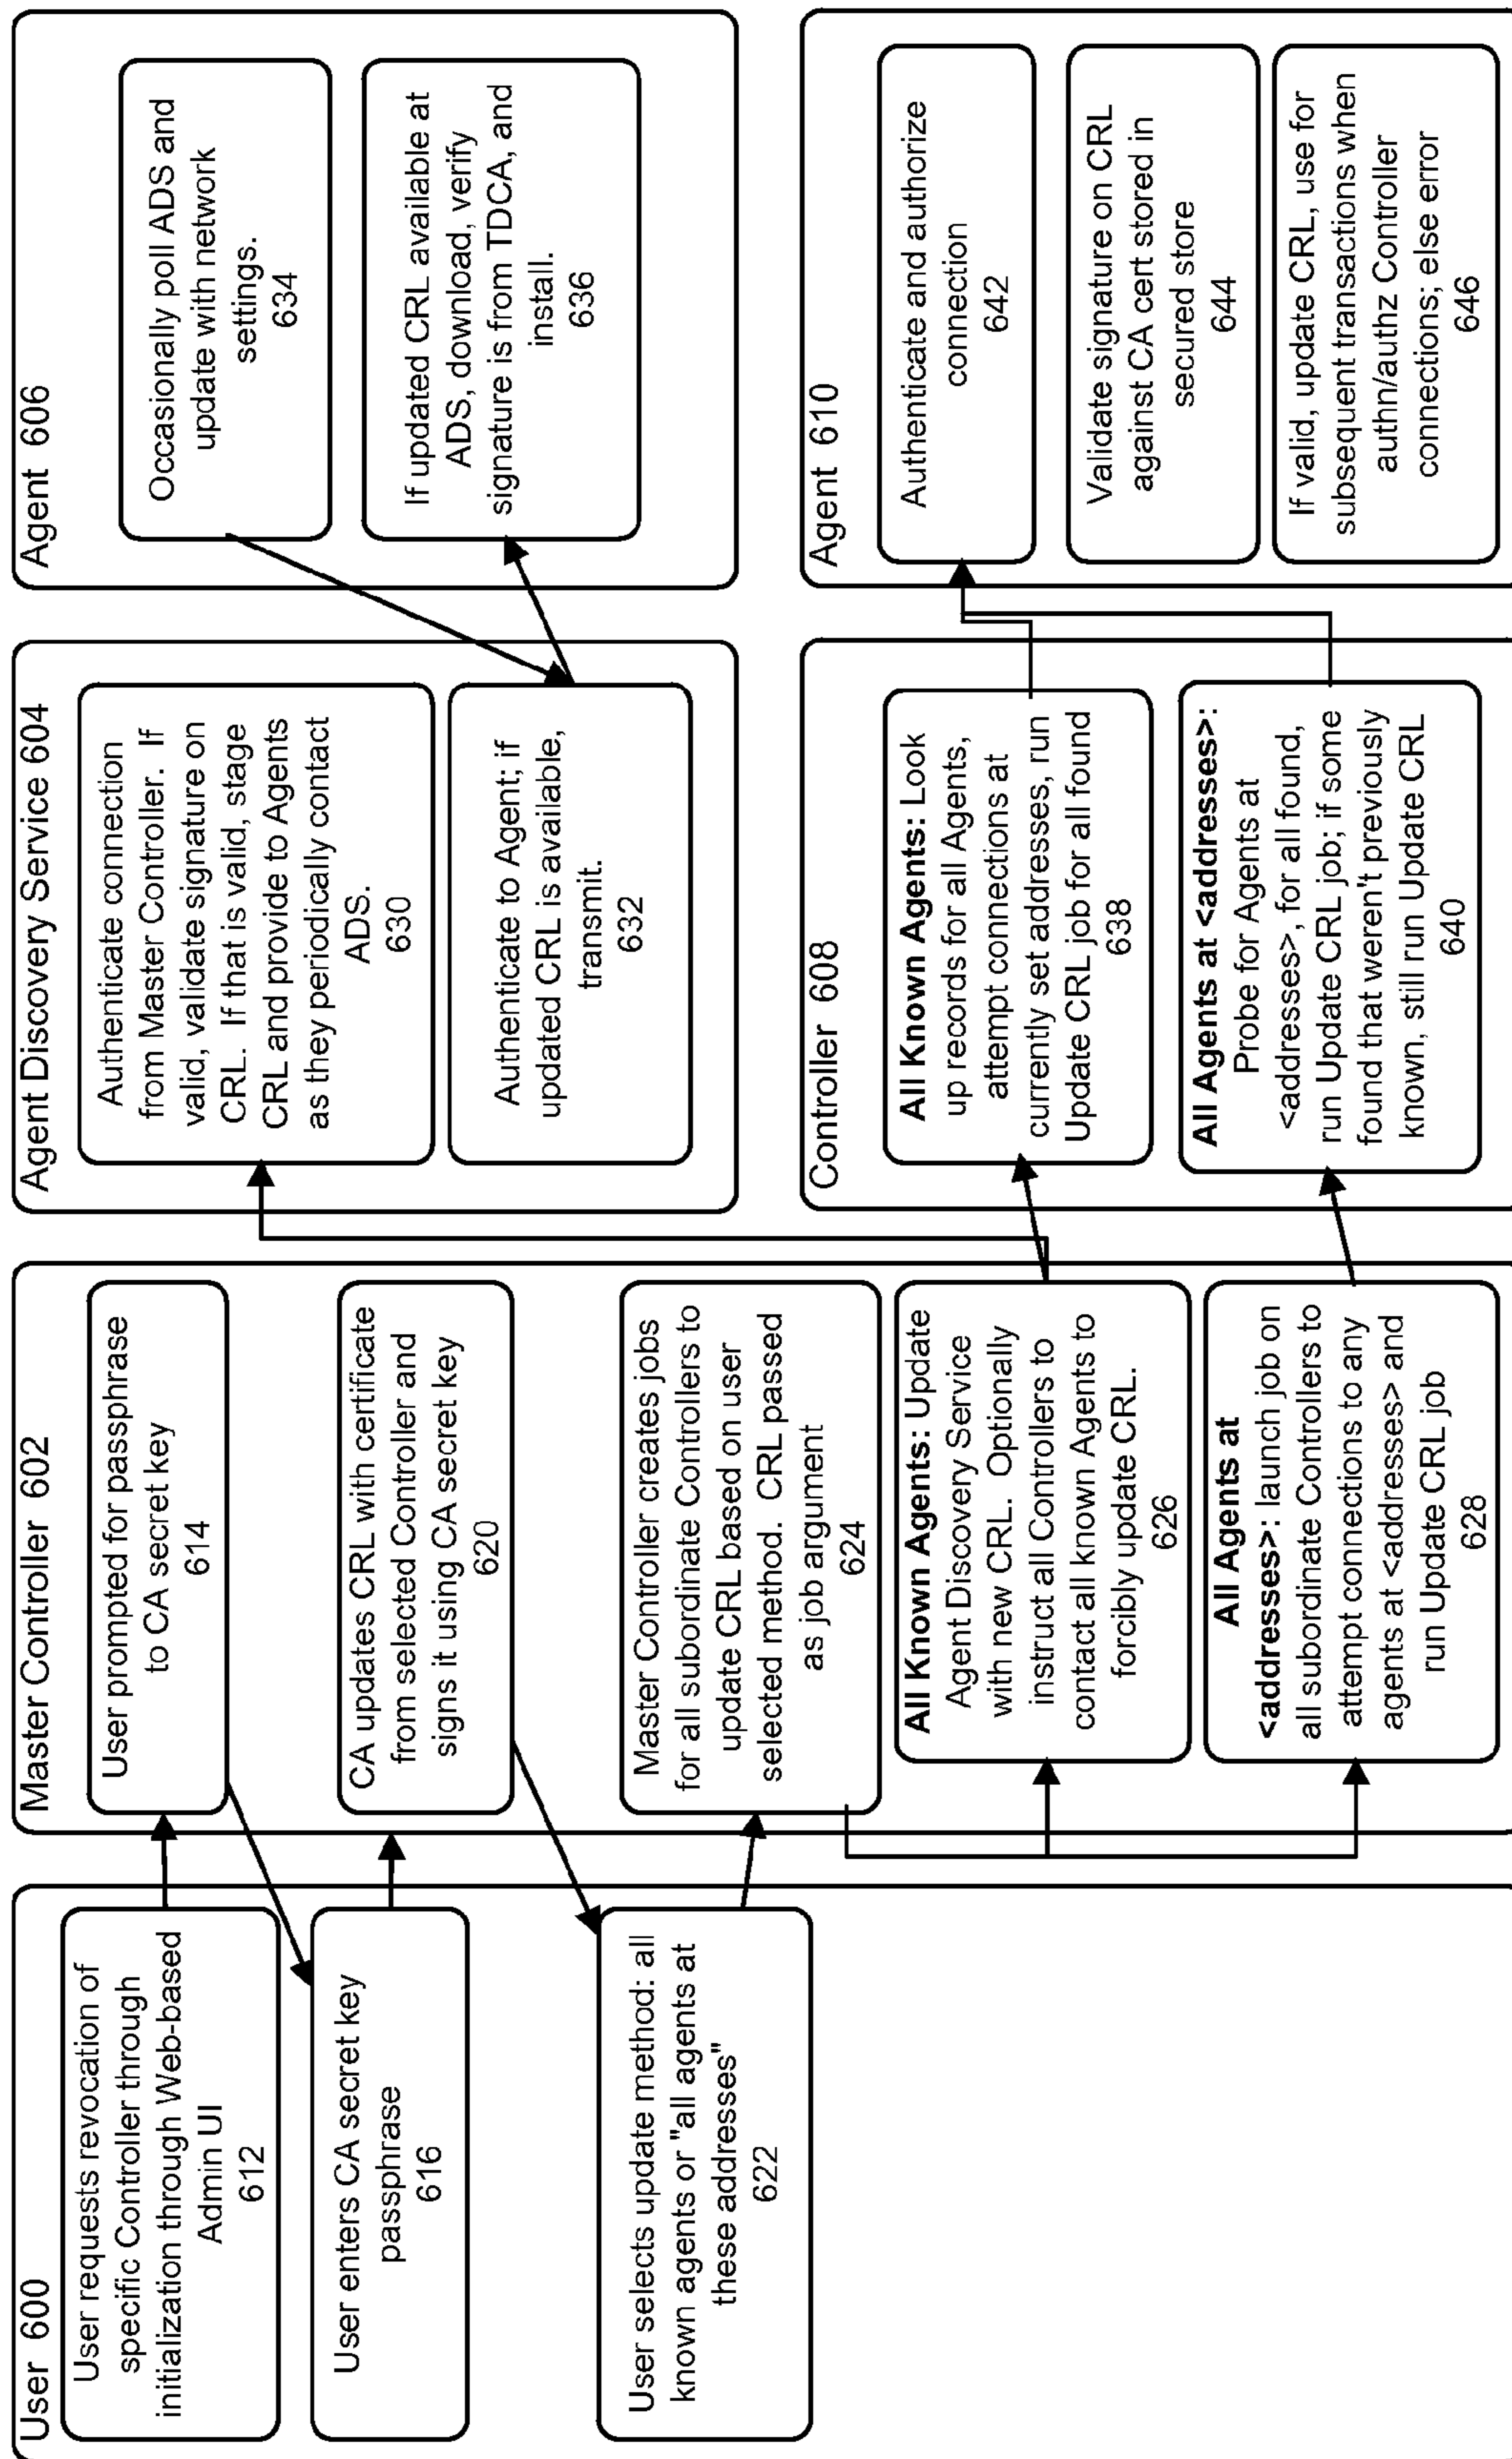 User 600
User requests revocation of
specific Controller through
initialization through Web-based
Admin UI
612
User enters CA secret key
passphrase
616
User selects update method: all
known agents or "all agents at
these addresses"
622
Master Controller 602
User prompted for passphrase
to CA secret key
614
CA updates CRL with certificate
from selected Controller and
signs it using CA secret key
620
Master Controller creates jobs
for all subordinate Controllers to
update CRL based on user
selected method. CRL passed
as job argument
624
All Known Agents: Update
Agent Discovery Service
with new CRL. Optionally
instruct all Controllers to
contact all known Agents to
forcibly update CRL.
626
All Agents at
<addresses>: launch job on
all subordinate Controllers to
attempt connections to any
agents at <addresses> and
run Update CRL job
628
Agent Discovery Service 604
Authenticate connection
from Master Controller. If
valid, validate signature on
CRL. If that is valid, stage
CRL and provide to Agents
as they periodically contact
ADS.
630
Authenticate to Agent; if
updated CRL is available,
transmit.
632
Agent 606
Occasionally poll ADS and
update with network
settings.
634
If updated CRL available at
ADS, download, verify
signature is from TDCA, and
install.
636
Controller 608
All Known Agents: Look
up records for all Agents,
attempt connections at
currently set addresses, run
Update CRL job for all found
638
All Agents at <addresses>:
Probe for Agents at
<addresses>, for all found,
run Update CRL job; if some
found that weren't previously
known, still run Update CRL
640
Agent 610
Authenticate and authorize
connection
642
Validate signature on CRL
against CA cert stored in
secured store
644
If valid, update CRL, use for
subsequent transactions when
authn/authz Controller
connections; else error
646